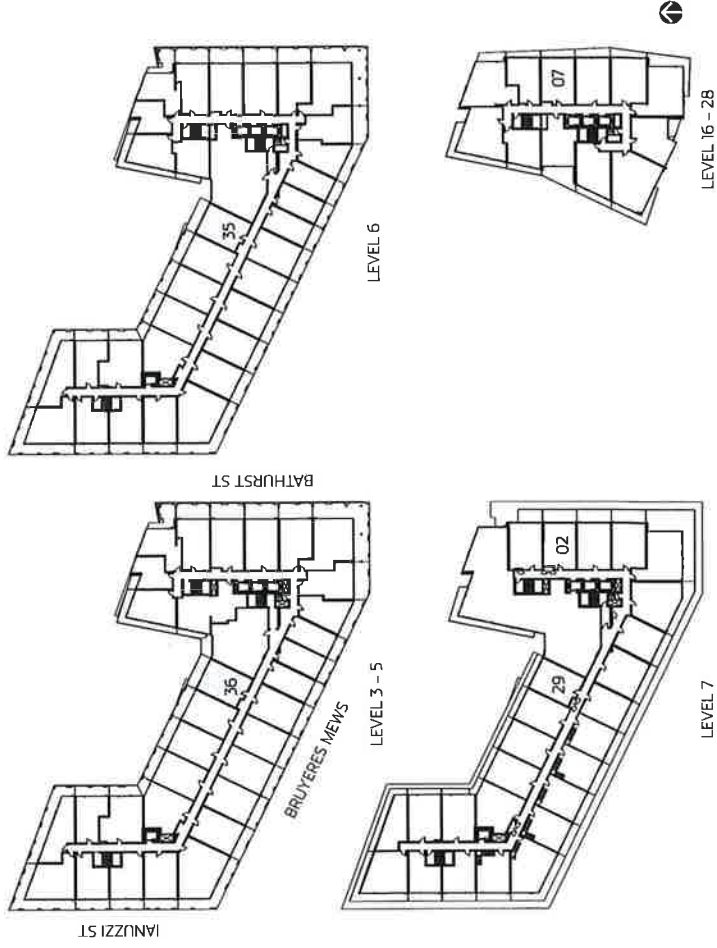 35
LEVEL 6
07
LEVEL 16 – 28
BATHURST ST
36
LEVEL 3 – 5
BRUYERES MEWS
IANUZZI ST
02
29
LEVEL 7